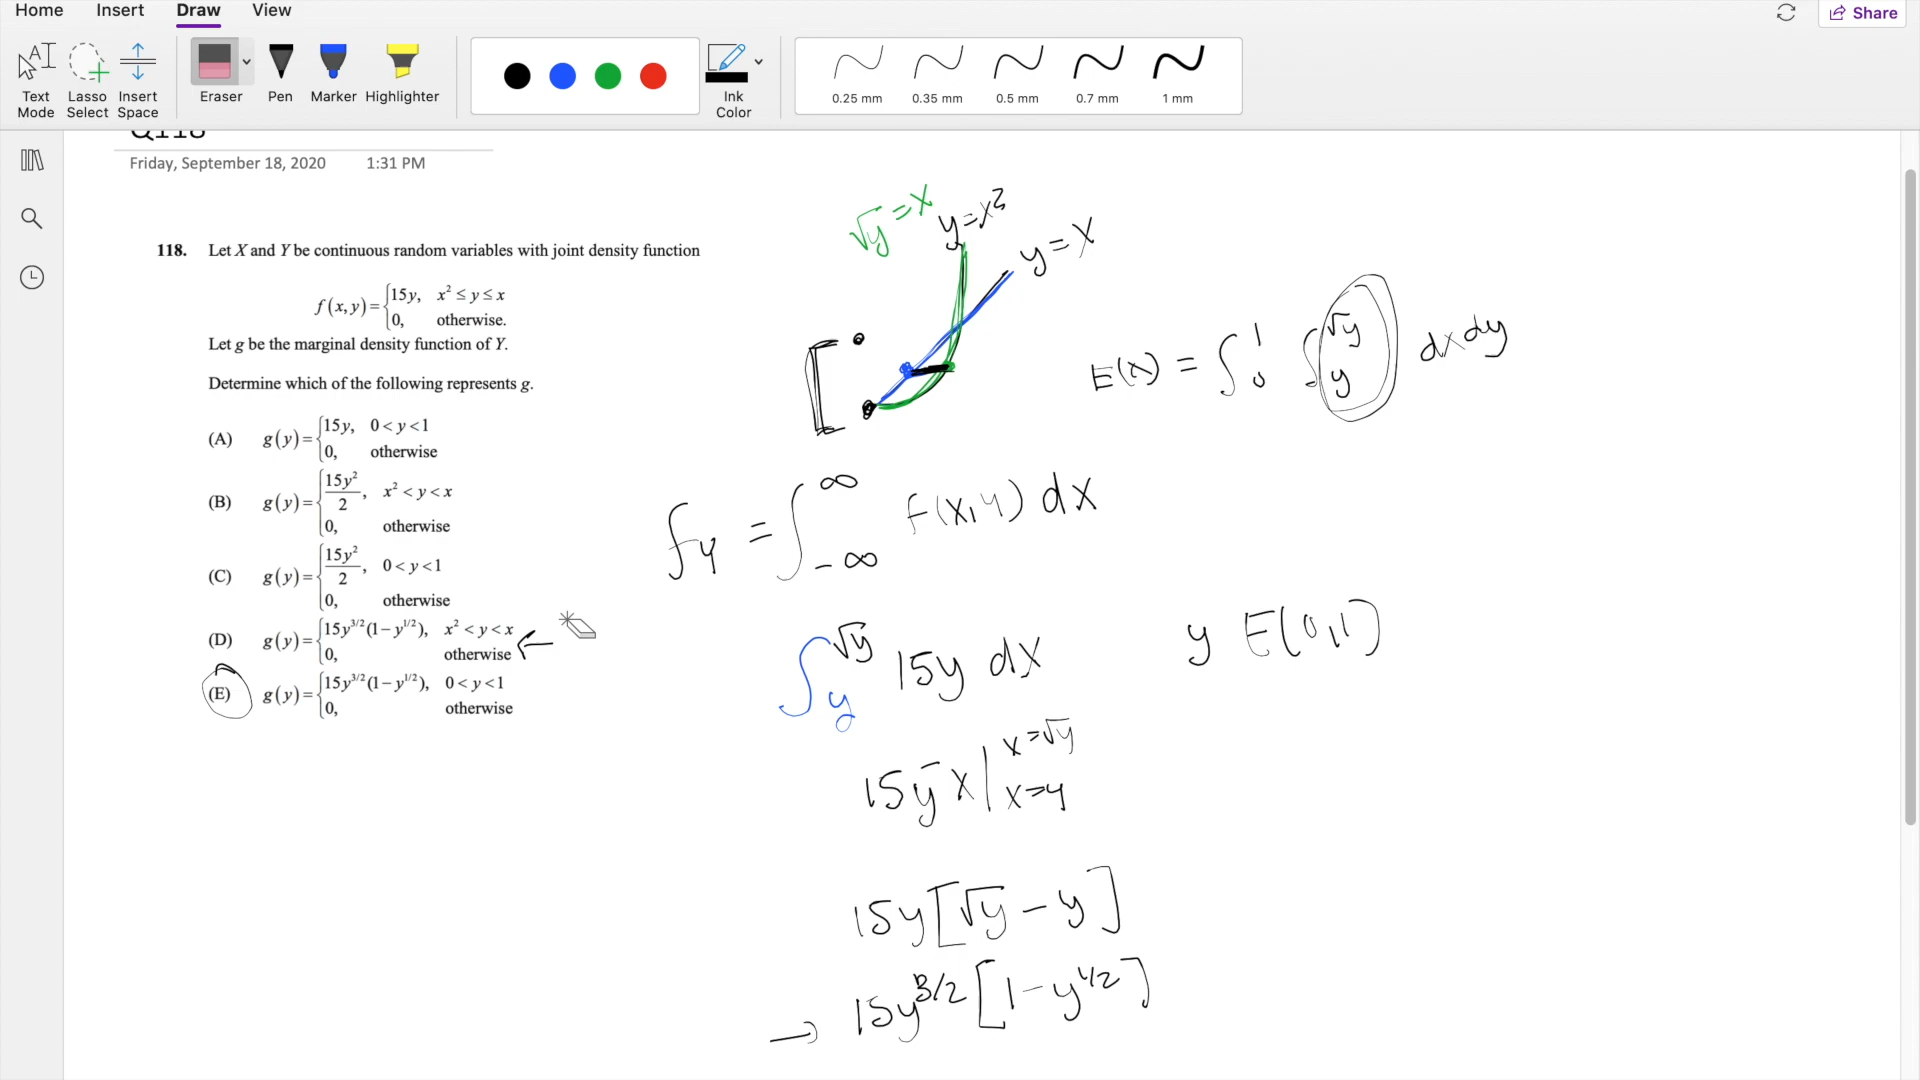 Home Insert Draw View
Share
Text Mode
Lasso Select
Insert Space
Eraser
Pen
Marker
Highlighter
Ink Color
0.25 mm
0.35 mm
0.5 mm
0.7 mm
1 mm
Q118
Friday, September 18, 2020 1:31 PM
118. Let X and Y be continuous random variables with joint density function
f(x,y)={15y, x² ≤ y ≤ x
0, otherwise.
Let g be the marginal density function of Y.
Determine which of the following represents g.
(A) g(y)={15y, 0<y<1
0, otherwise
(B) g(y)={15y²/2, x²<y<x
0, otherwise
(C) g(y)={15y²/2, 0<y<1
0, otherwise
(D) g(y)={15y^{3/2}(1−y^{1/2}), x²<y<x
0, otherwise
(E) g(y)={15y^{3/2}(1−y^{1/2}), 0<y<1
0, otherwise
√y = x
y = x²
y = x
E(x) = ∫₀¹ ∫_y^{√y} dx dy
f_y = ∫_{-∞}^{∞} f(x,y) dx
∫_y^{√y} 15y dx
y E(0,1)
15y x | x=√y
x=y
15y[√y − y]
→ 15y^{3/2}[1 − y^{1/2}]